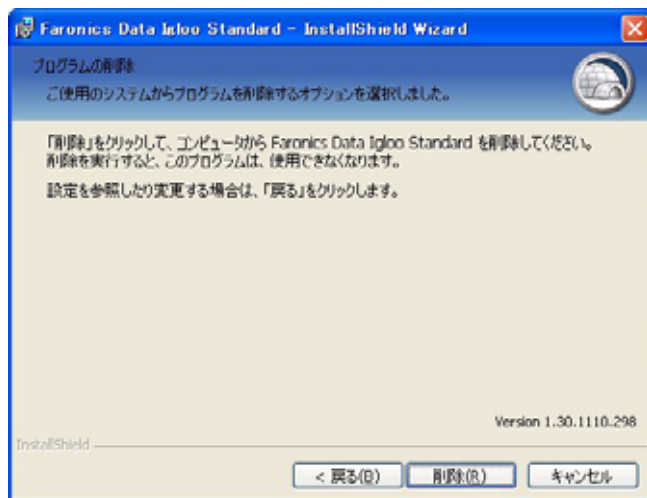 Faronics Data Igloo Standard - InstallShield Wizard
プログラムの削除
ご使用のシステムからプログラムを削除するオプションを選択しました。
「削除」をクリックして、コンピュータから Faronics Data Igloo Standard を削除してください。
削除を実行すると、このプログラムは、使用できなくなります。
設定を参照したり変更する場合は、「戻る」をクリックします。
Version 1.30.1110.298
InstallShield
< 戻る(B)
削除(R)
キャンセル